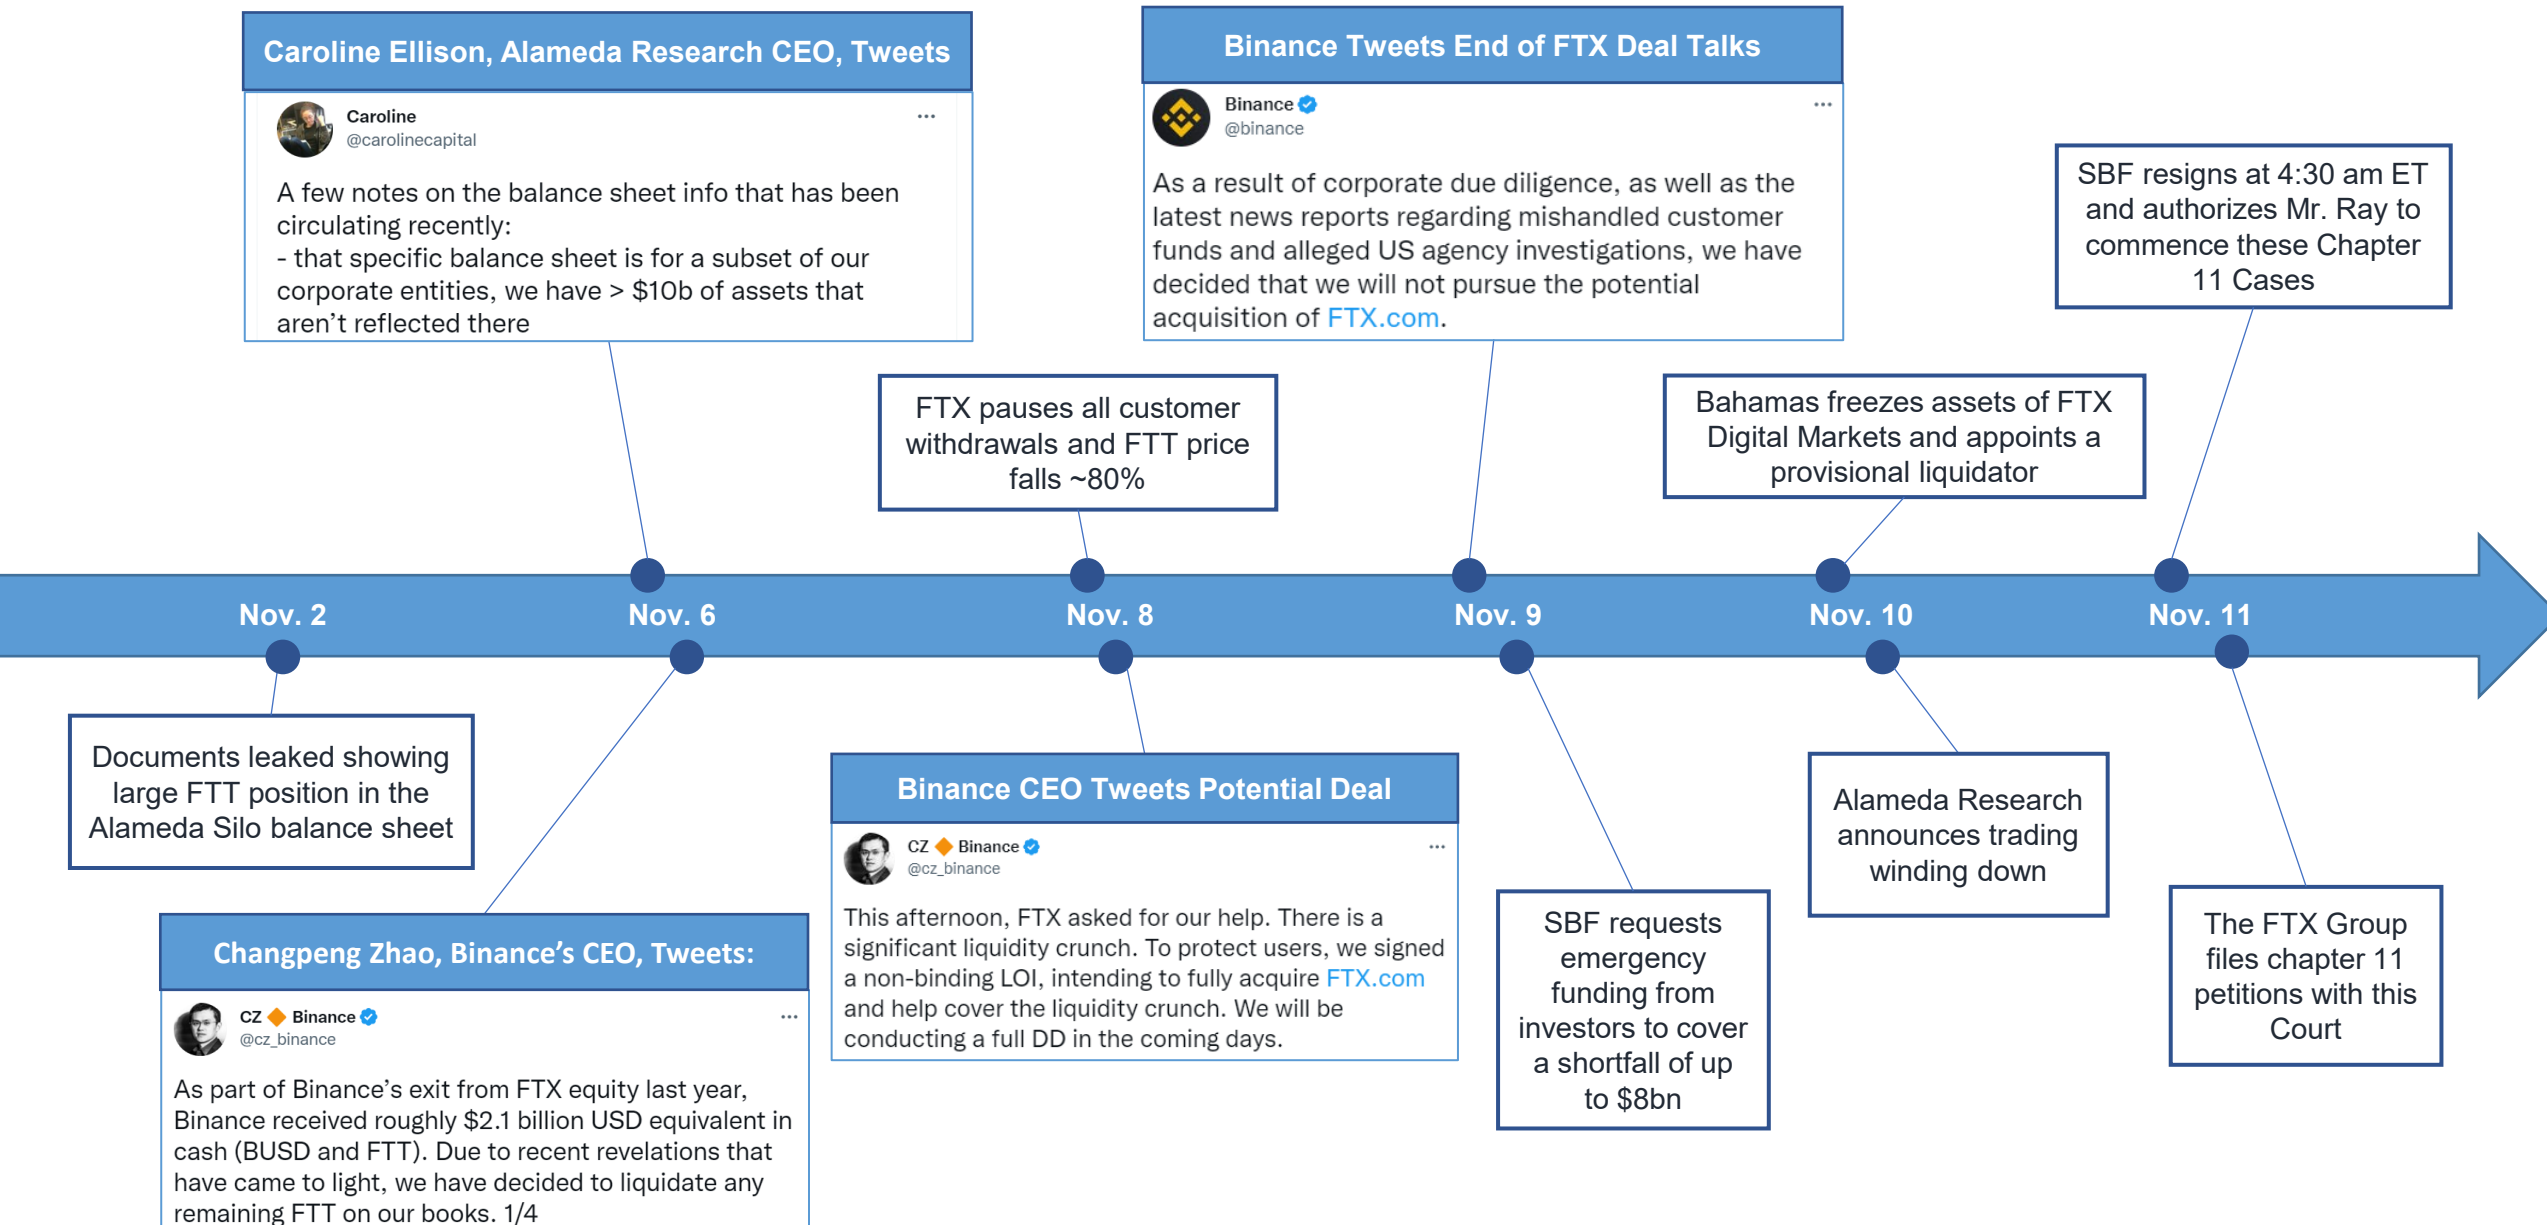 Caroline Ellison, Alameda Research CEO, Tweets
Caroline
@carolinecapital
A few notes on the balance sheet info that has been
circulating recently:
- that specific balance sheet is for a subset of our
corporate entities, we have > $10b of assets that
aren’t reflected there
Binance Tweets End of FTX Deal Talks
Binance
@binance
As a result of corporate due diligence, as well as the
latest news reports regarding mishandled customer
funds and alleged US agency investigations, we have
decided that we will not pursue the potential
acquisition of FTX.com.
SBF resigns at 4:30 am ET
and authorizes Mr. Ray to
commence these Chapter
11 Cases
FTX pauses all customer
withdrawals and FTT price
falls ~80%
Bahamas freezes assets of FTX
Digital Markets and appoints a
provisional liquidator
Nov. 2
Nov. 6
Nov. 8
Nov. 9
Nov. 10
Nov. 11
Documents leaked showing
large FTT position in the
Alameda Silo balance sheet
Changpeng Zhao, Binance’s CEO, Tweets:
CZ Binance
@cz_binance
As part of Binance’s exit from FTX equity last year,
Binance received roughly $2.1 billion USD equivalent in
cash (BUSD and FTT). Due to recent revelations that
have came to light, we have decided to liquidate any
remaining FTT on our books. 1/4
Binance CEO Tweets Potential Deal
CZ Binance
@cz_binance
This afternoon, FTX asked for our help. There is a
significant liquidity crunch. To protect users, we signed
a non-binding LOI, intending to fully acquire FTX.com
and help cover the liquidity crunch. We will be
conducting a full DD in the coming days.
SBF requests
emergency
funding from
investors to cover
a shortfall of up
to $8bn
Alameda Research
announces trading
winding down
The FTX Group
files chapter 11
petitions with this
Court